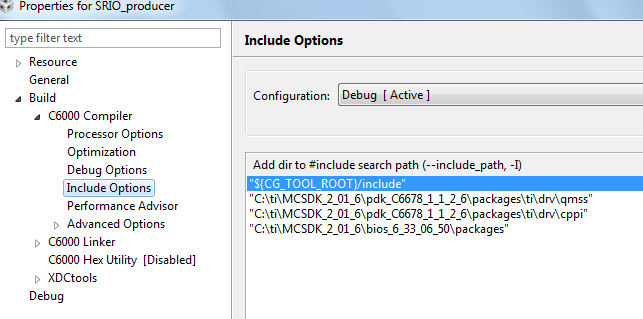 Properties for SRIO_producer
type filter text
Include Options
Resource
General
Build
C6000 Compiler
Processor Options
Optimization
Debug Options
Include Options
Performance Advisor
Advanced Options
C6000 Linker
C6000 Hex Utility [Disabled]
XDCtools
Debug
Configuration: Debug [ Active ]
Add dir to #include search path (--include_path, -I)
"${CG_TOOL_ROOT}/include"
"C:\ti\MCSDK_2_01_6\pdk_C6678_1_1_2_6\packages\ti\drv\qmss"
"C:\ti\MCSDK_2_01_6\pdk_C6678_1_1_2_6\packages\ti\drv\cppi"
"C:\ti\MCSDK_2_01_6\bios_6_33_06_50\packages"